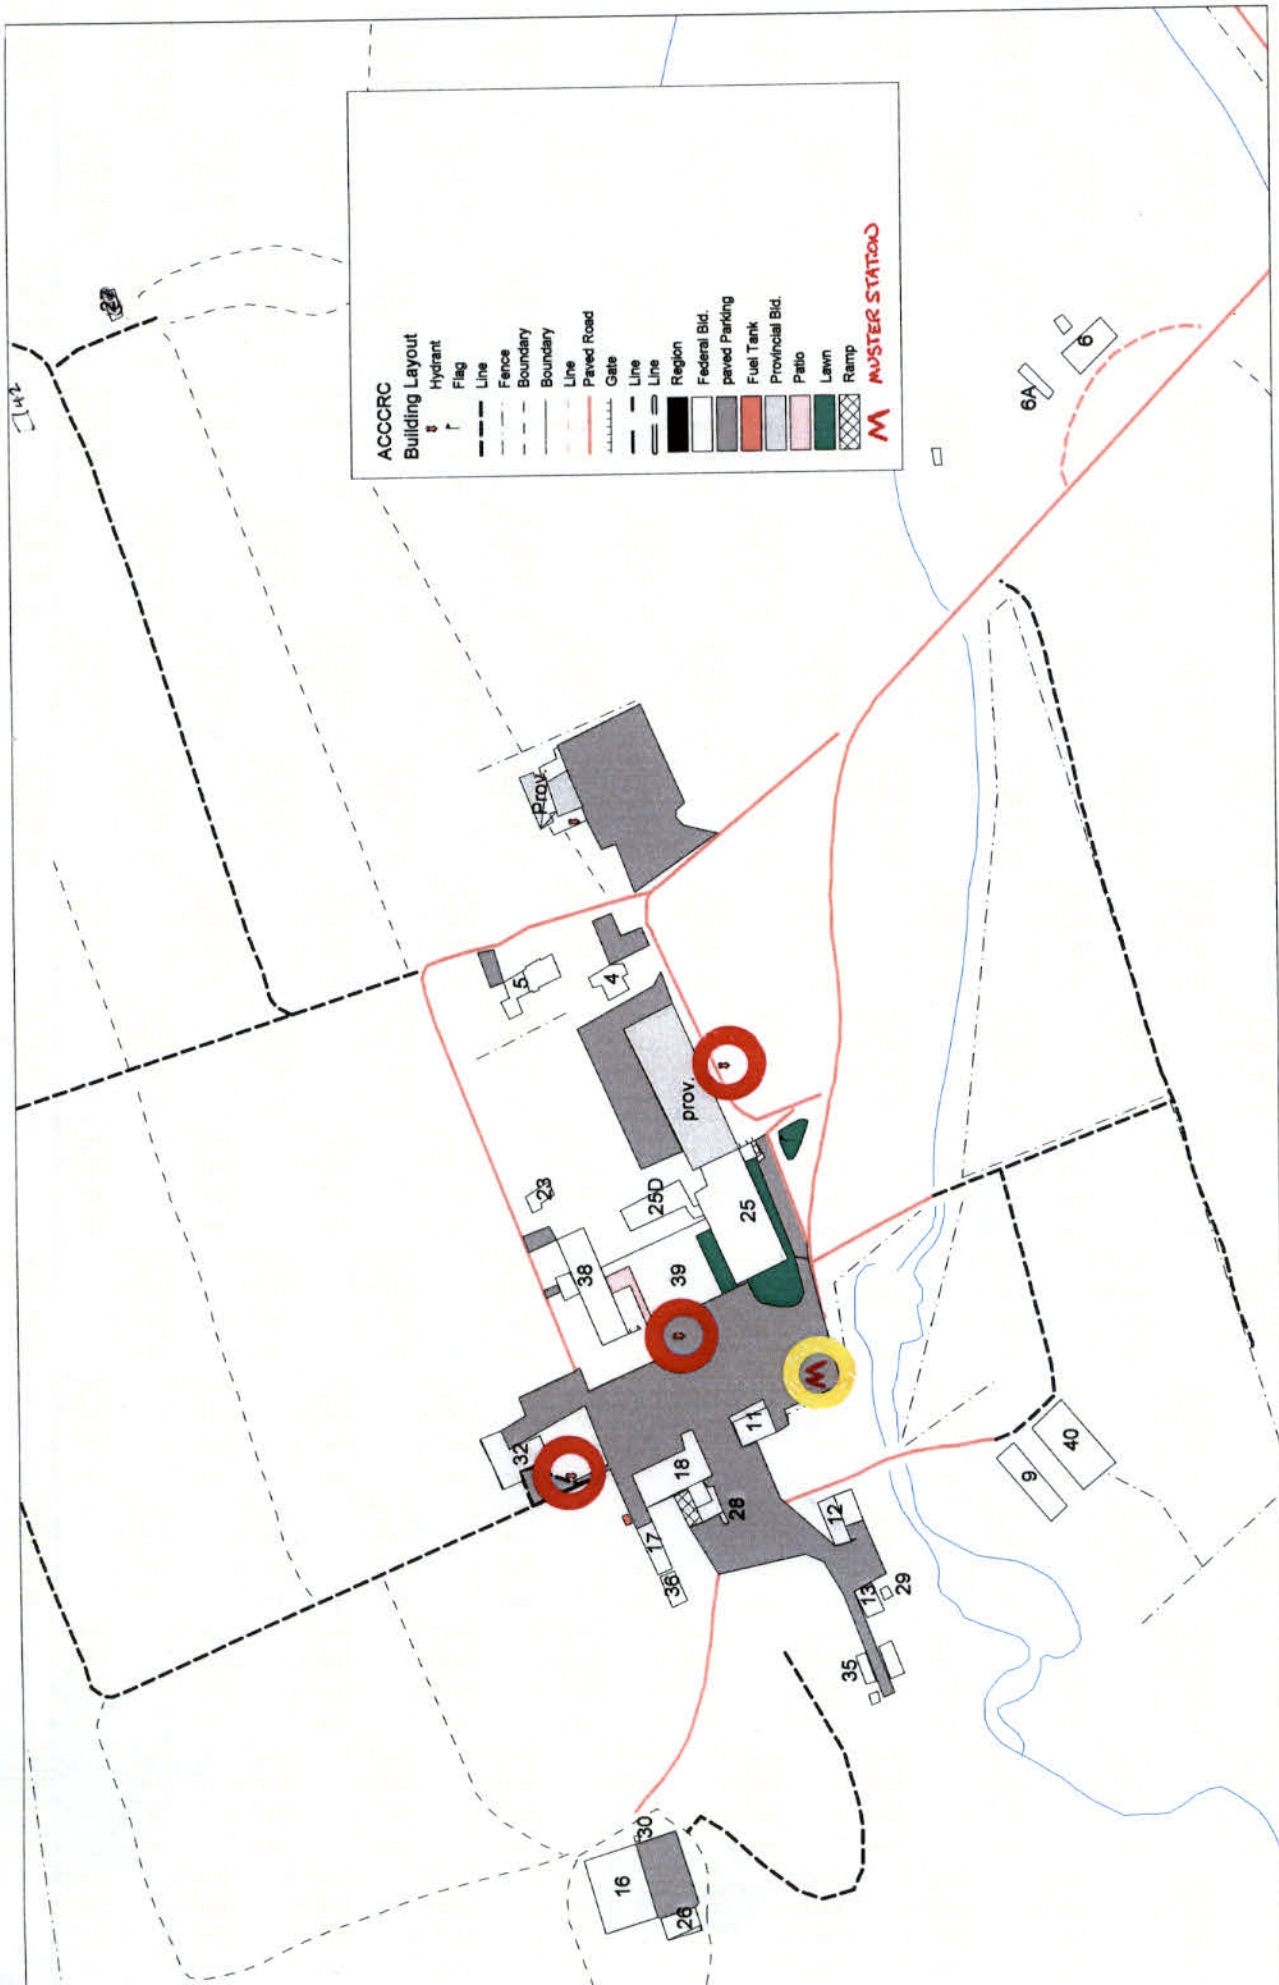 ACCCRC
Building Layout
Hydrant
Flag
Line
Fence
Boundary
Boundary
Line
Paved Road
Gate
Line
Line
Region
Federal Bld.
paved Parking
Fuel Tank
Provincial Bld.
Patio
Lawn
Ramp
M MUSTER STATION
42
27
6A
6
Prov.
5
4
prov.
23
25D
25
38
39
M
32
11
18
28
17
36
12
13
29
35
9
40
30
16
26